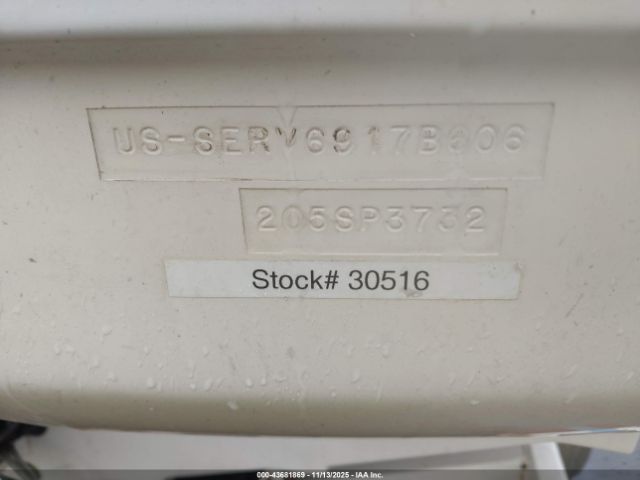 US-SERV6917B606
205SP3732
Stock# 30516
000-43681869 - 11/13/2025 - IAA Inc.